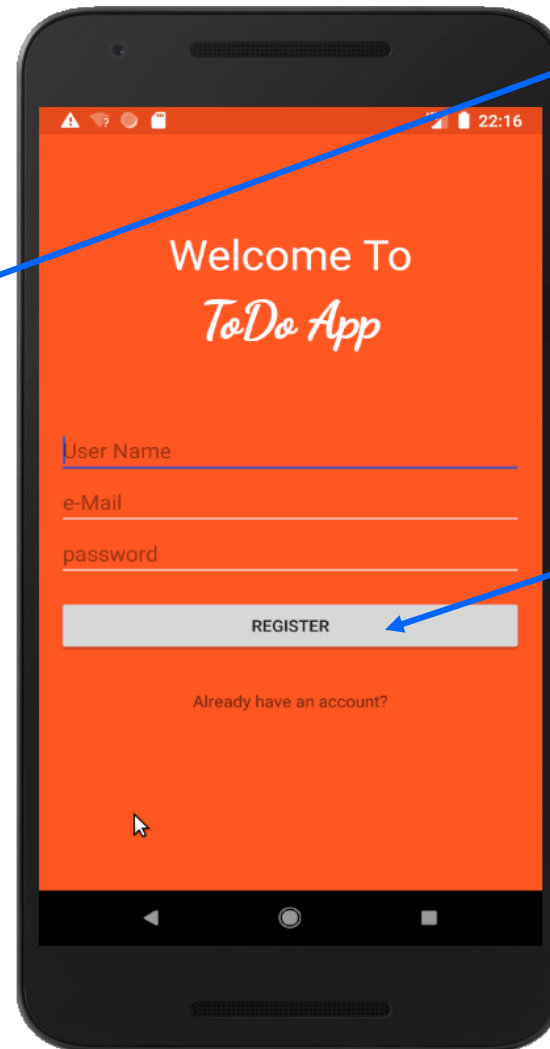 22:16
Welcome To
ToDo App
User Name
e-Mail
password
REGISTER
Already have an account?